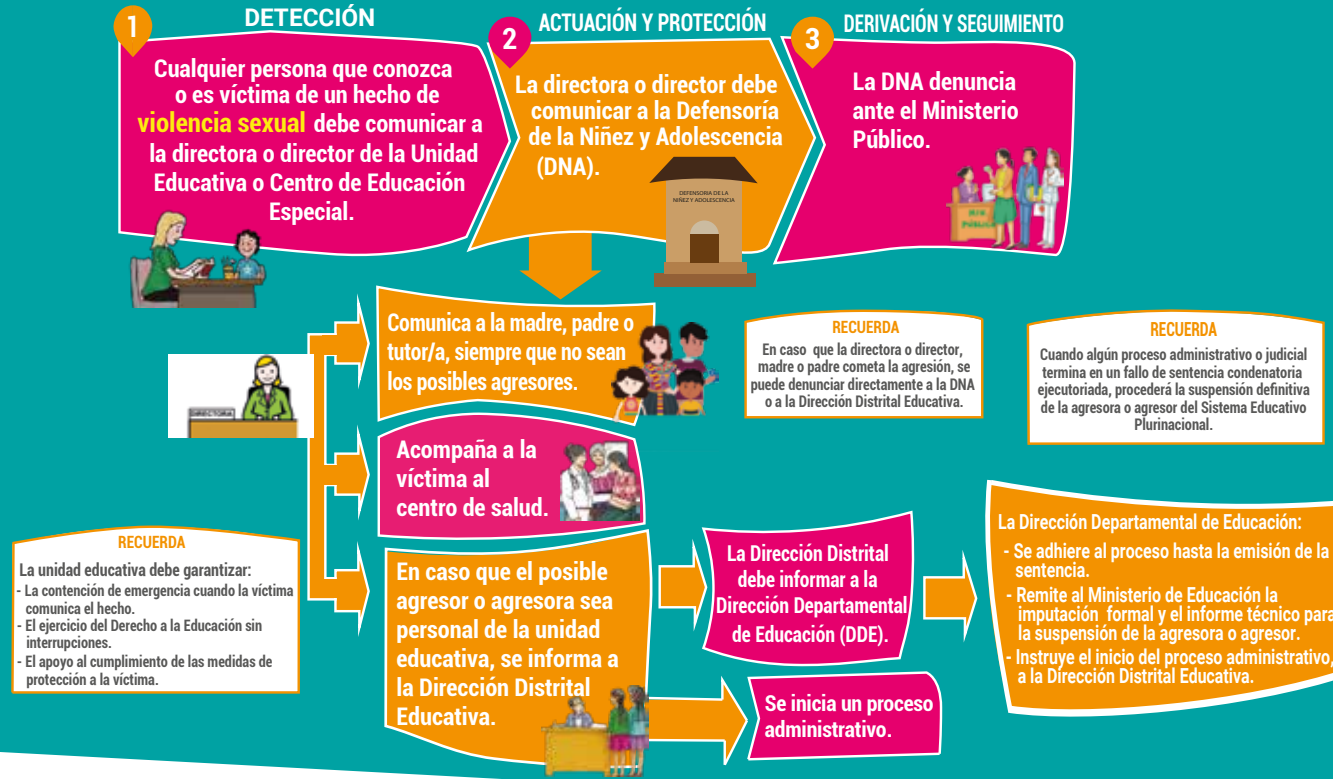 1
DETECCIÓN
Cualquier persona que conozca
o es víctima de un hecho de
violencia sexual debe comunicar a
la directora o director de la Unidad
Educativa o Centro de Educación
Especial.
2
ACTUACIÓN Y PROTECCIÓN
La directora o director debe
comunicar a la Defensoría
de la Niñez y Adolescencia
(DNA).
DEFENSORIA DE LA
NIÑEZ Y ADOLESCENCIA
3
DERIVACIÓN Y SEGUIMIENTO
La DNA denuncia
ante el Ministerio
Público.
MIN
PÚBLICO
DIRECTORA
Comunica a la madre, padre o
tutor/a, siempre que no sean
los posibles agresores.
RECUERDA
En caso que la directora o director,
madre o padre cometa la agresión, se
puede denunciar directamente a la DNA
o a la Dirección Distrital Educativa.
RECUERDA
Cuando algún proceso administrativo o judicial
termina en un fallo de sentencia condenatoria
ejecutoriada, procederá la suspensión definitiva
de la agresora o agresor del Sistema Educativo
Plurinacional.
Acompaña a la
víctima al
centro de salud.
RECUERDA
La unidad educativa debe garantizar:
- La contención de emergencia cuando la víctima
comunica el hecho.
- El ejercicio del Derecho a la Educación sin
interrupciones.
- El apoyo al cumplimiento de las medidas de
protección a la víctima.
En caso que el posible
agresor o agresora sea
personal de la unidad
educativa, se informa a
la Dirección Distrital
Educativa.
La Dirección Distrital
debe informar a la
Dirección Departamental
de Educación (DDE).
Se inicia un proceso
administrativo.
La Dirección Departamental de Educación:
- Se adhiere al proceso hasta la emisión de la
sentencia.
- Remite al Ministerio de Educación la
imputación formal y el informe técnico para
la suspensión de la agresora o agresor.
- Instruye el inicio del proceso administrativo,
a la Dirección Distrital Educativa.